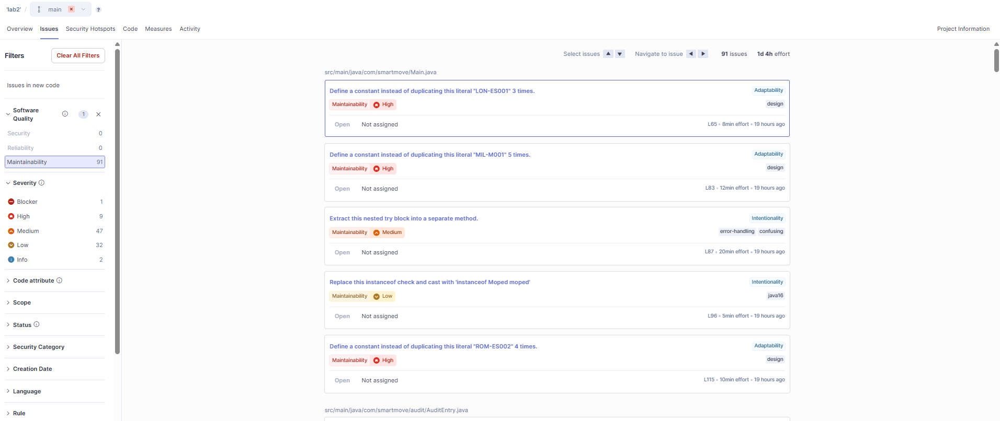 'lab2' / main ?
Overview Issues Security Hotspots Code Measures Activity Project Information
Filters Clear All Filters
Issues in new code
Software Quality 1
Security 0
Reliability 0
Maintainability 91
Severity
Blocker 1
High 9
Medium 47
Low 32
Info 2
Code attribute
Scope
Status
Security Category
Creation Date
Language
Rule
Select issues Navigate to issue 91 issues 1d 4h effort
src/main/java/com/smartmove/Main.java
Define a constant instead of duplicating this literal "LON-ES001" 3 times. Adaptability
Maintainability High design
Open Not assigned L65 • 8min effort • 19 hours ago
Define a constant instead of duplicating this literal "MIL-M001" 5 times. Adaptability
Maintainability High design
Open Not assigned L83 • 12min effort • 19 hours ago
Extract this nested try block into a separate method. Intentionality
Maintainability Medium error-handling confusing
Open Not assigned L87 • 20min effort • 19 hours ago
Replace this instanceof check and cast with 'instanceof Moped moped' Intentionality
Maintainability Low java16
Open Not assigned L96 • 5min effort • 19 hours ago
Define a constant instead of duplicating this literal "ROM-ES002" 4 times. Adaptability
Maintainability High design
Open Not assigned L115 • 10min effort • 19 hours ago
src/main/java/com/smartmove/audit/AuditEntry.java